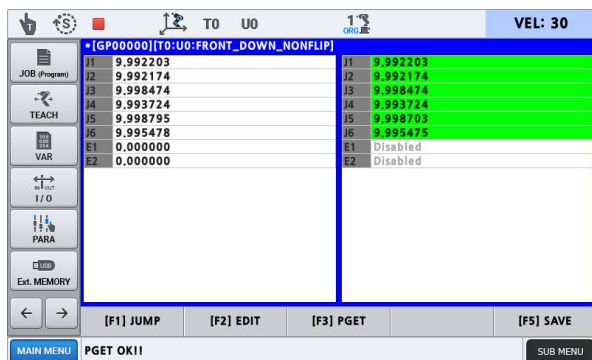 T (S) T0 U0 1 ORG VEL: 30
•[GP00000][T0:U0:FRONT_DOWN_NONFLIP]
JOB (Program)
TEACH
VAR
IN OUT
I / O
PARA
USB
Ext. MEMORY
J1 9.992203 J1 9.992203
J2 9.992174 J2 9.992174
J3 9.998474 J3 9.998474
J4 9.993724 J4 9.993724
J5 9.998795 J5 9.998703
J6 9.995478 J6 9.995475
E1 0.000000 E1 Disabled
E2 0.000000 E2 Disabled
[F1] JUMP [F2] EDIT [F3] PGET [F5] SAVE
MAIN MENU PGET OK!! SUB MENU